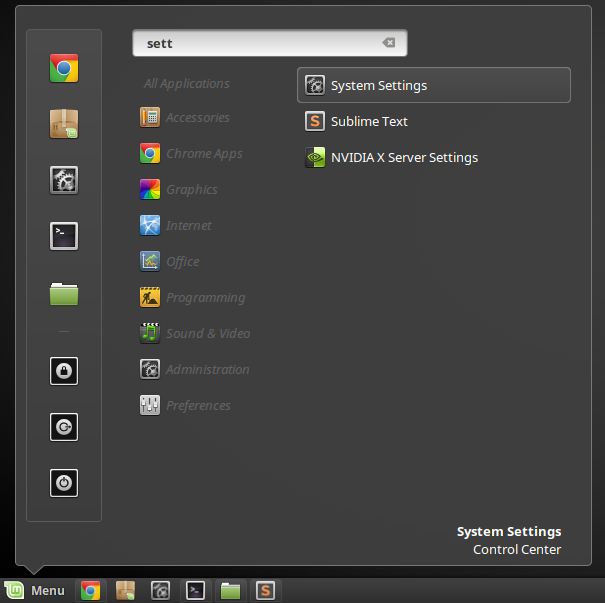 sett
All Applications
Accessories
Chrome Apps
Graphics
Internet
Office
Programming
Sound & Video
Administration
Preferences
System Settings
Sublime Text
NVIDIA X Server Settings
System Settings
Control Center
Menu